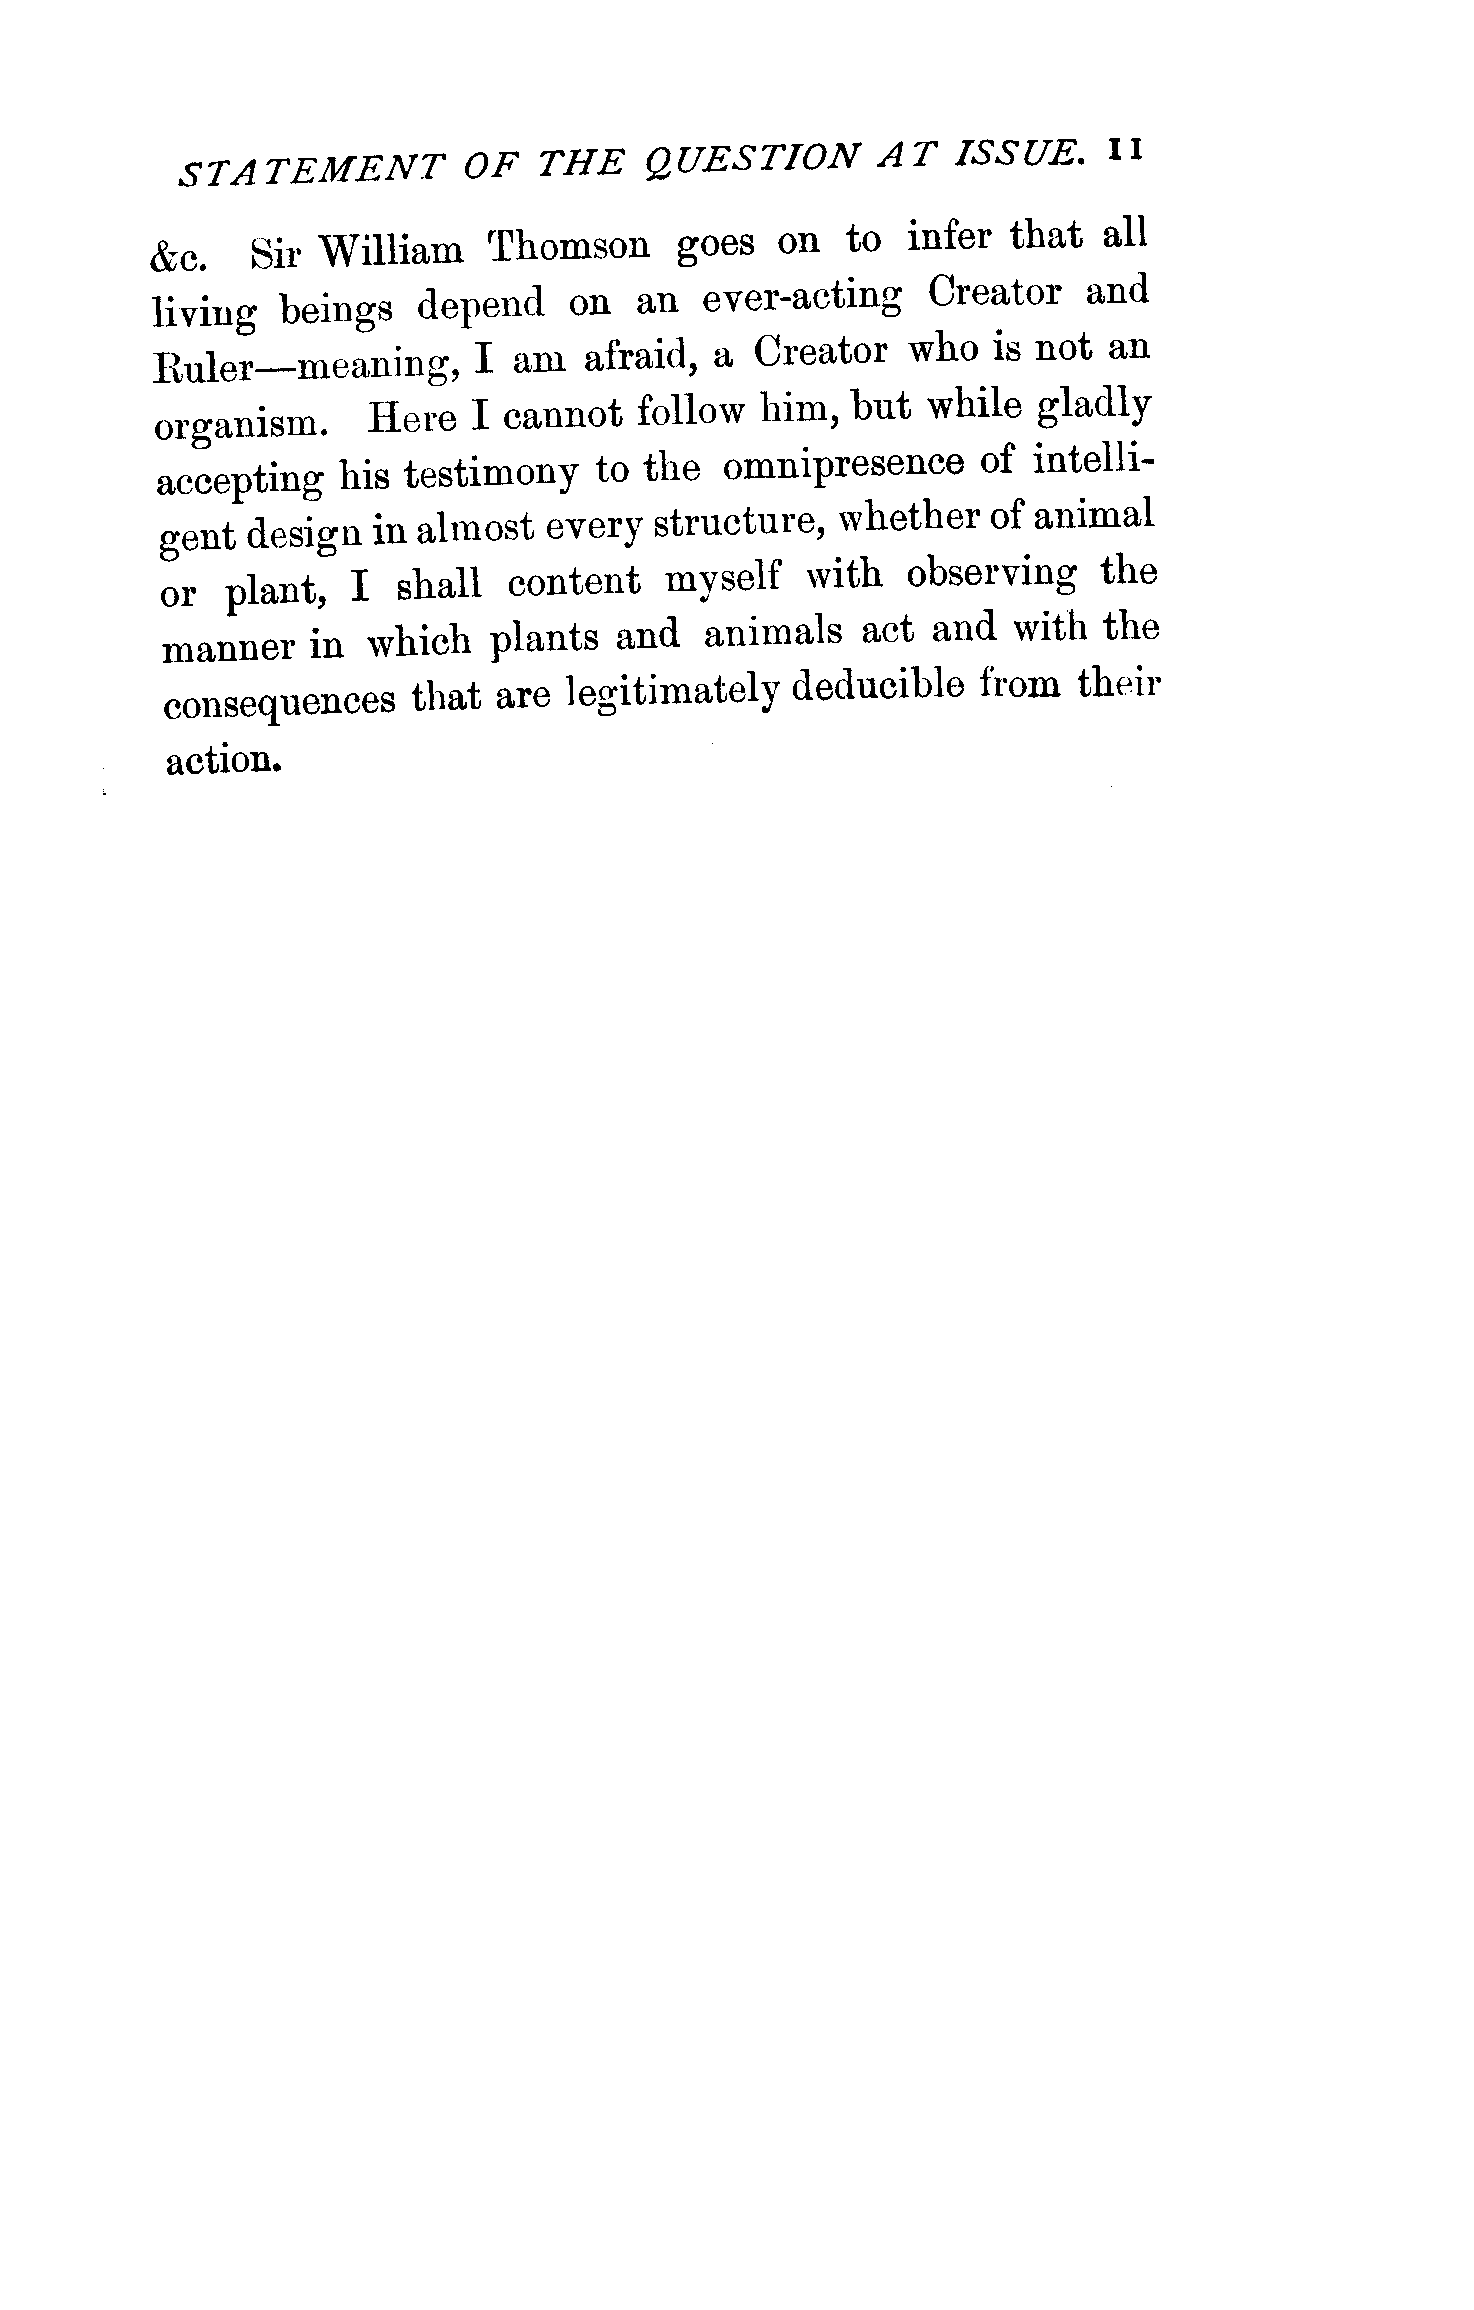 STATEMENT OF THE QUESTION AT ISSUE. 11
&c. Sir William Thomson goes on to infer that all
living beings depend on an ever-acting Creator and
Ruler—meaning, I am afraid, a Creator who is not an
organism. Here I cannot follow him, but while gladly
accepting his testimony to the omnipresence of intelli-
gent design in almost every structure, whether of animal
or plant, I shall content myself with observing the
manner in which plants and animals act and with the
consequences that are legitimately deducible from their
action.